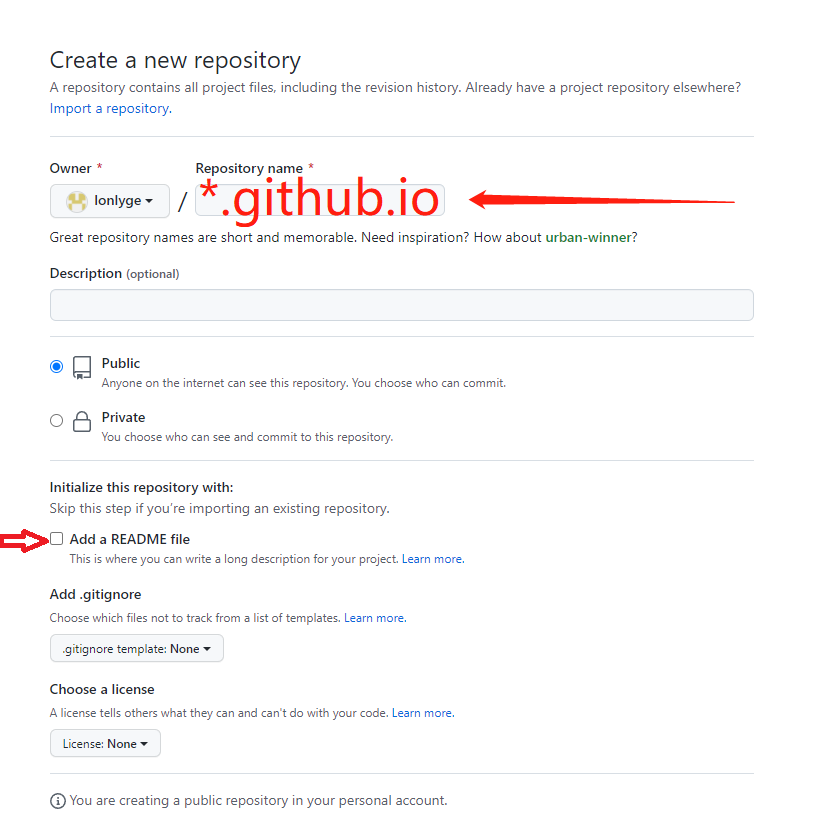 Create a new repository
A repository contains all project files, including the revision history. Already have a project repository elsewhere?
Import a repository.
Owner *
Repository name *
lonlyge
/
*.github.io
Great repository names are short and memorable. Need inspiration? How about urban-winner?
Description (optional)
Public
Anyone on the internet can see this repository. You choose who can commit.
Private
You choose who can see and commit to this repository.
Initialize this repository with:
Skip this step if you're importing an existing repository.
Add a README file
This is where you can write a long description for your project. Learn more.
Add .gitignore
Choose which files not to track from a list of templates. Learn more.
.gitignore template: None
Choose a license
A license tells others what they can and can't do with your code. Learn more.
License: None
You are creating a public repository in your personal account.